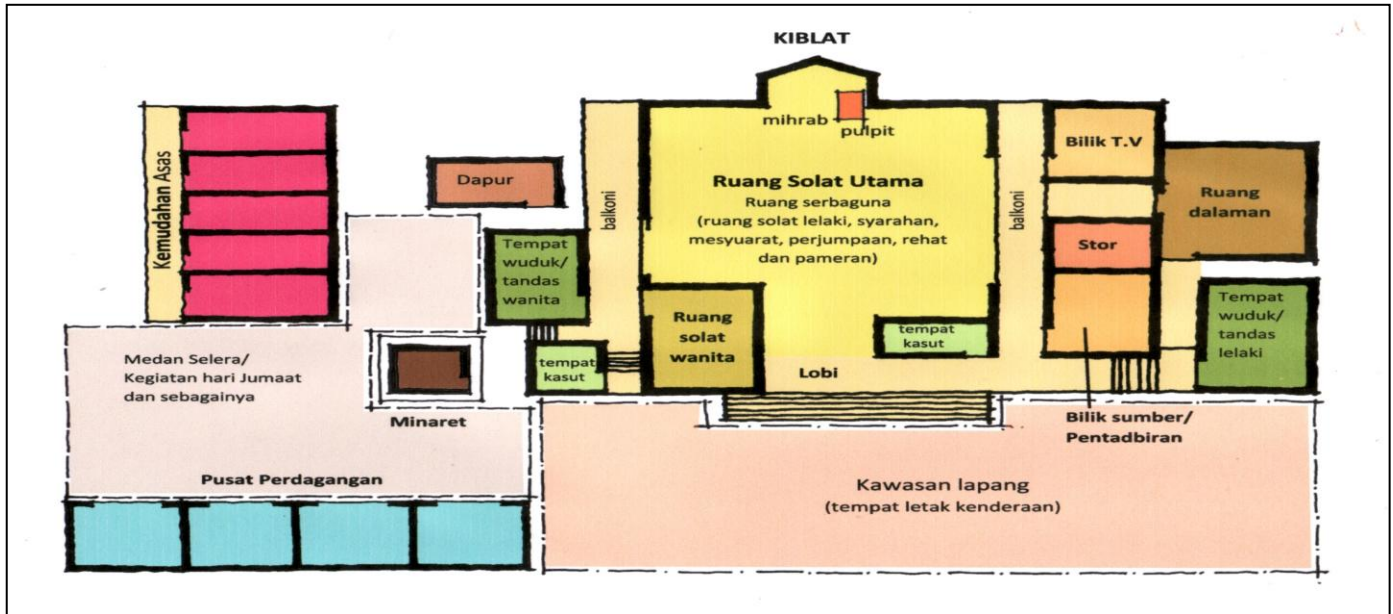 KIBLAT
mihrab
pulpit
Kemudahan Asas
Dapur
balkoni
Ruang Solat Utama
Ruang serbaguna
(ruang solat lelaki, syarahan,
mesyuarat, perjumpaan, rehat
dan pameran)
balkoni
Bilik T.V
Ruang
dalaman
Stor
Tempat
wuduk/
tandas
wanita
Ruang
solat
wanita
tempat
kasut
tempat
kasut
Lobi
Tempat
wuduk/
tandas
lelaki
Medan Selera/
Kegiatan hari Jumaat
dan sebagainya
Minaret
Bilik sumber/
Pentadbiran
Pusat Perdagangan
Kawasan lapang
(tempat letak kenderaan)